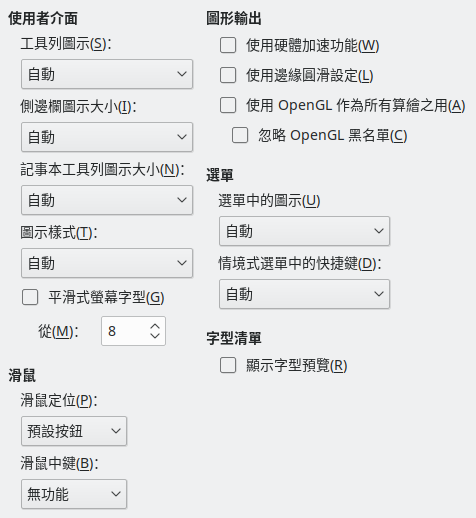 使用者介面
工具列圖示(S)：
自動
側邊欄圖示大小(I)：
自動
記事本工具列圖示大小(N)：
自動
圖示樣式(T)：
自動
平滑式螢幕字型(G)
從(M)： 8
滑鼠
滑鼠定位(P)：
預設按鈕
滑鼠中鍵(B)：
無功能
圖形輸出
使用硬體加速功能(W)
使用邊緣圓滑設定(L)
使用 OpenGL 作為所有算繪之用(A)
忽略 OpenGL 黑名單(C)
選單
選單中的圖示(U)
自動
情境式選單中的快捷鍵(D)：
自動
字型清單
顯示字型預覽(R)